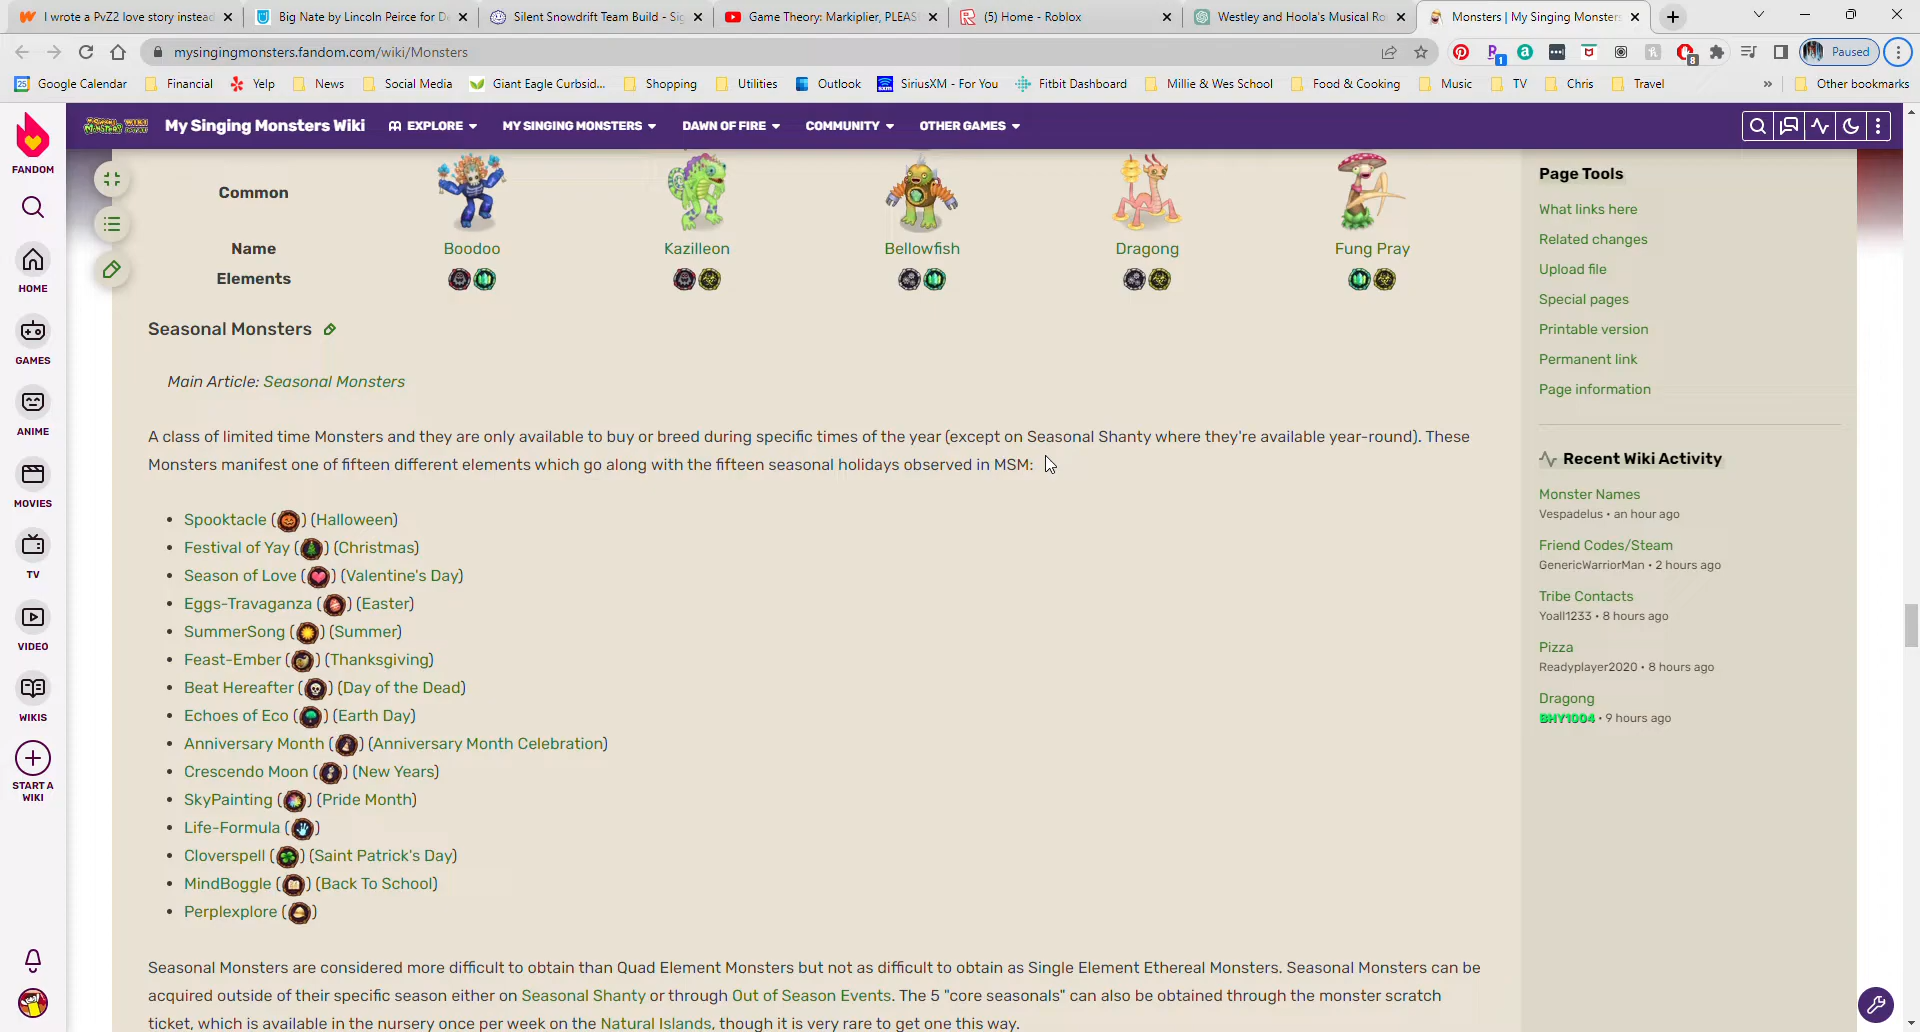 I wrote a PvZ2 love story instead
Big Nate by Lincoln Peirce for De
Silent Snowdrift Team Build - Sig
Game Theory: Markiplier, PLEAS
(5) Home - Roblox
Westley and Hoola's Musical Ro
Monsters | My Singing Monsters
mysingingmonsters.fandom.com/wiki/Monsters
1
8
Paused
Google Calendar
Financial
Yelp
News
Social Media
Giant Eagle Curbsid...
Shopping
Utilities
Outlook
SiriusXM - For You
Fitbit Dashboard
Millie & Wes School
Food & Cooking
Music
TV
Chris
Travel
»
Other bookmarks
FANDOM
My Singing Monsters Wiki
EXPLORE
MY SINGING MONSTERS
DAWN OF FIRE
COMMUNITY
OTHER GAMES
HOME
GAMES
ANIME
MOVIES
TV
VIDEO
WIKIS
START A
WIKI
Common
Name Boodoo Kazilleon Bellowfish Dragong Fung Pray
Elements
Seasonal Monsters
Main Article: Seasonal Monsters
A class of limited time Monsters and they are only available to buy or breed during specific times of the year (except on Seasonal Shanty where they're available year-round). These
Monsters manifest one of fifteen different elements which go along with the fifteen seasonal holidays observed in MSM:
• Spooktacle () (Halloween)
• Festival of Yay () (Christmas)
• Season of Love () (Valentine's Day)
• Eggs-Travaganza () (Easter)
• SummerSong () (Summer)
• Feast-Ember () (Thanksgiving)
• Beat Hereafter () (Day of the Dead)
• Echoes of Eco () (Earth Day)
• Anniversary Month () (Anniversary Month Celebration)
• Crescendo Moon () (New Years)
• SkyPainting () (Pride Month)
• Life-Formula ()
• Cloverspell () (Saint Patrick's Day)
• MindBoggle () (Back To School)
• Perplexplore ()
Seasonal Monsters are considered more difficult to obtain than Quad Element Monsters but not as difficult to obtain as Single Element Ethereal Monsters. Seasonal Monsters can be
acquired outside of their specific season either on Seasonal Shanty or through Out of Season Events. The 5 "core seasonals" can also be obtained through the monster scratch
ticket, which is available in the nursery once per week on the Natural Islands, though it is very rare to get one this way.
Page Tools
What links here
Related changes
Upload file
Special pages
Printable version
Permanent link
Page information
Recent Wiki Activity
Monster Names
Vespadelus • an hour ago
Friend Codes/Steam
GenericWarriorMan • 2 hours ago
Tribe Contacts
Yoall1233 • 8 hours ago
Pizza
Readyplayer2020 • 8 hours ago
Dragong
BHY1004 • 9 hours ago